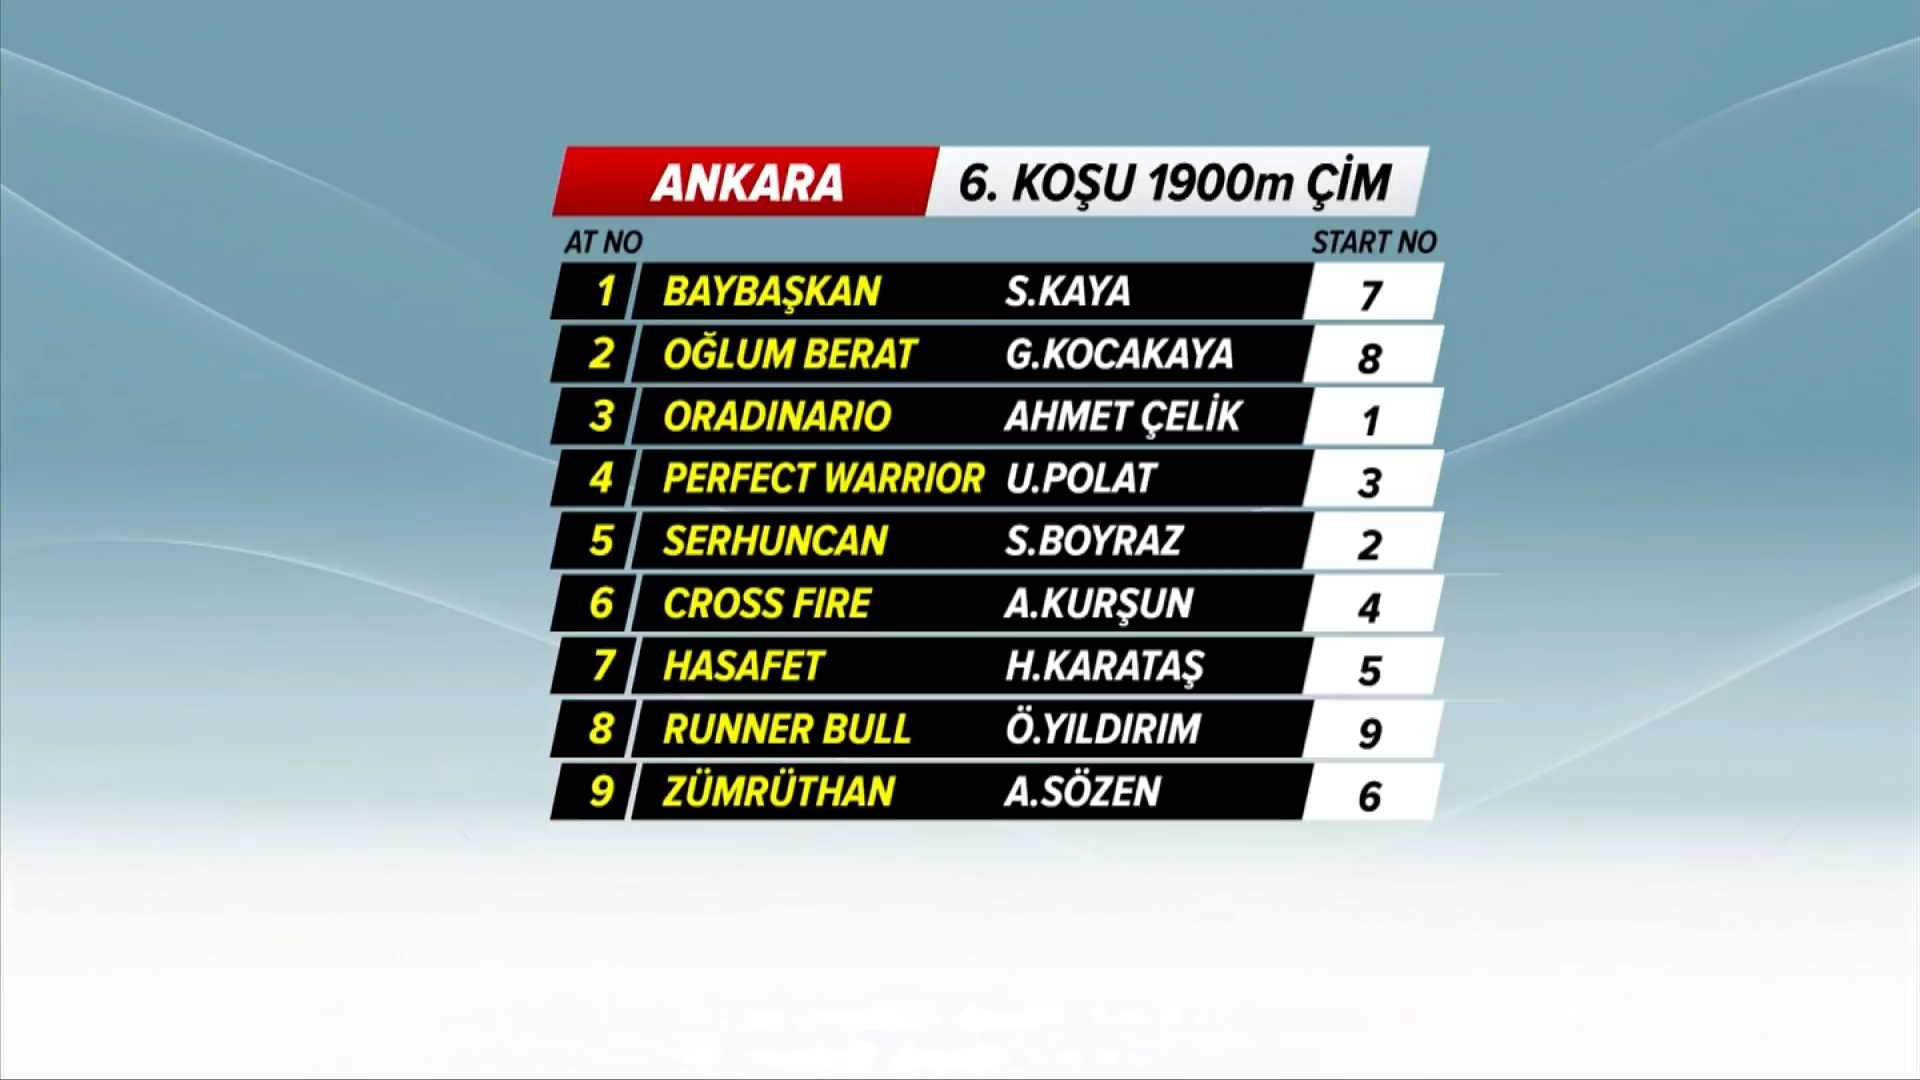 ANKARA 6. KOŞU 1900m ÇİM
AT NO START NO
1 BAYBAŞKAN S.KAYA 7
2 OĞLUM BERAT G.KOCAKAYA 8
3 ORADINARIO AHMET ÇELİK 1
4 PERFECT WARRIOR U.POLAT 3
5 SERHUNCAN S.BOYRAZ 2
6 CROSS FIRE A.KURŞUN 4
7 HASAFET H.KARATAŞ 5
8 RUNNER BULL Ö.YILDIRIM 9
9 ZÜMRÜTHAN A.SÖZEN 6